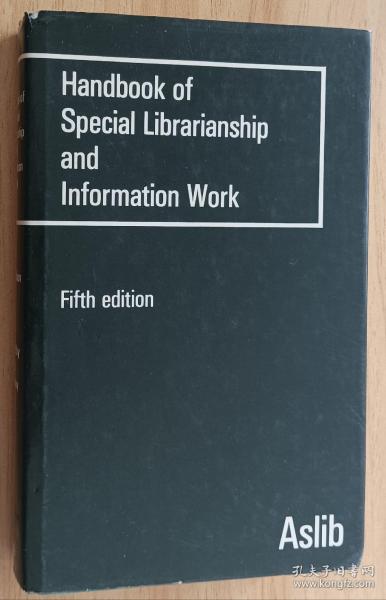 Handbook of
Special Librarianship
and
Information Work
Fifth edition
Aslib
孔夫子旧书网
www.kongfz.com